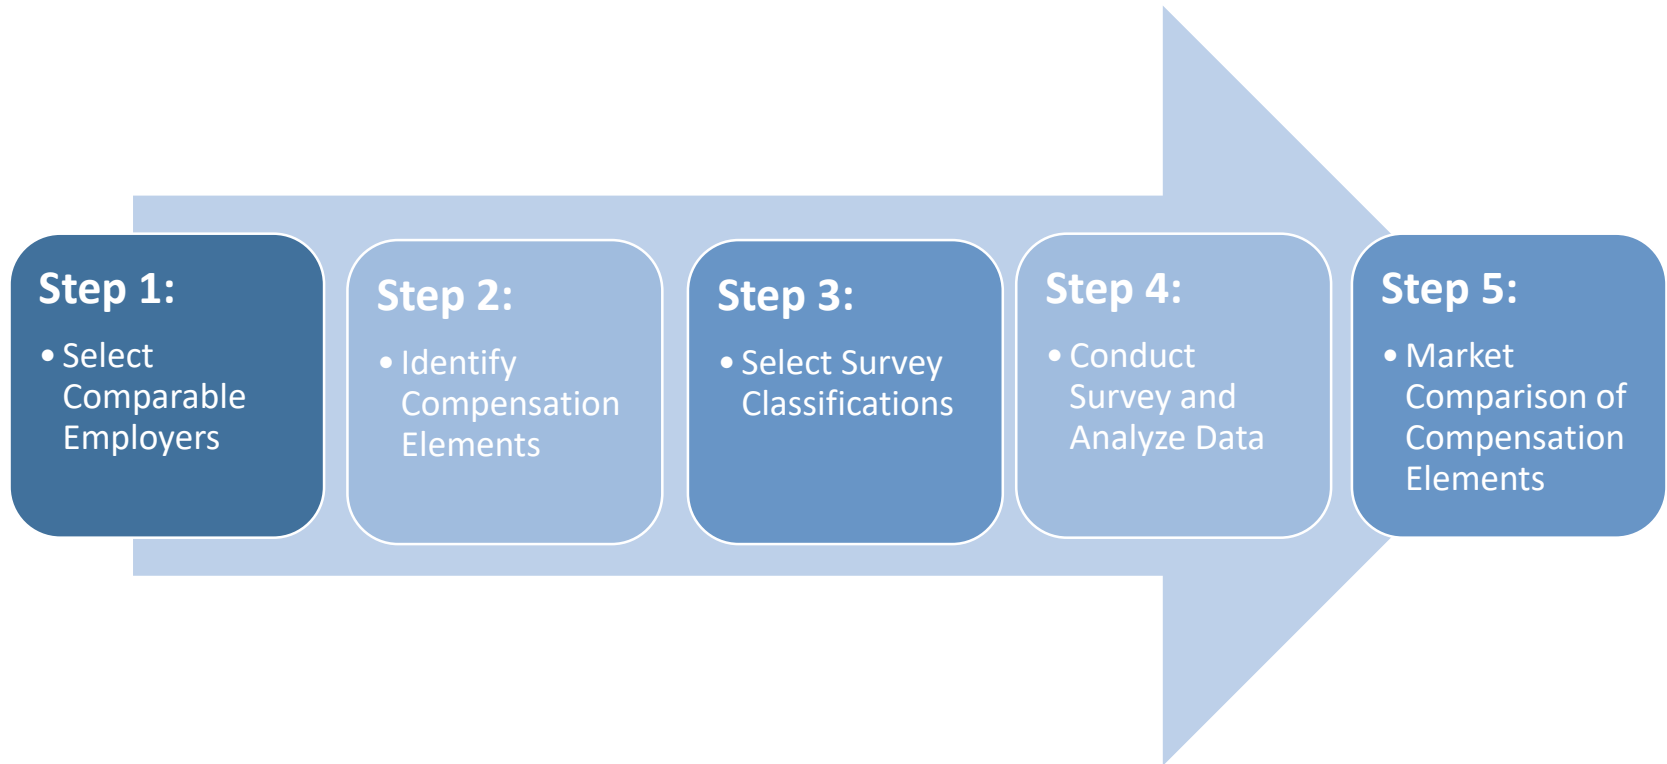 Step 1:
• Select
Comparable
Employers
Step 2:
• Identify
Compensation
Elements
Step 3:
• Select Survey
Classifications
Step 4:
• Conduct
Survey and
Analyze Data
Step 5:
• Market
Comparison of
Compensation
Elements